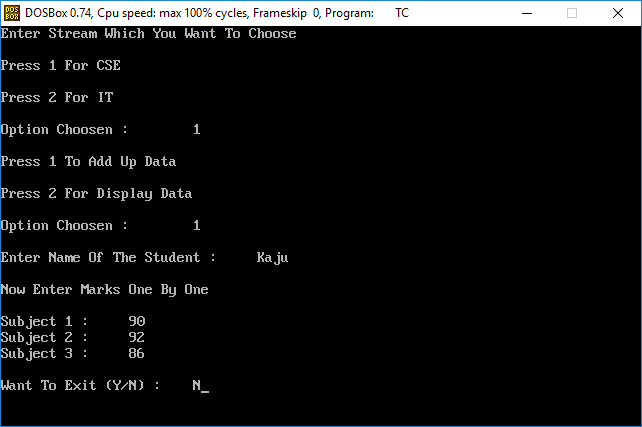 DOS BOX DOSBox 0.74, Cpu speed: max 100% cycles, Frameskip 0, Program: TC
Enter Stream Which You Want To Choose
Press 1 For CSE
Press 2 For IT
Option Choosen : 1
Press 1 To Add Up Data
Press 2 For Display Data
Option Choosen : 1
Enter Name Of The Student : Kaju
Now Enter Marks One By One
Subject 1 : 90
Subject 2 : 92
Subject 3 : 86
Want To Exit (Y/N) : N_